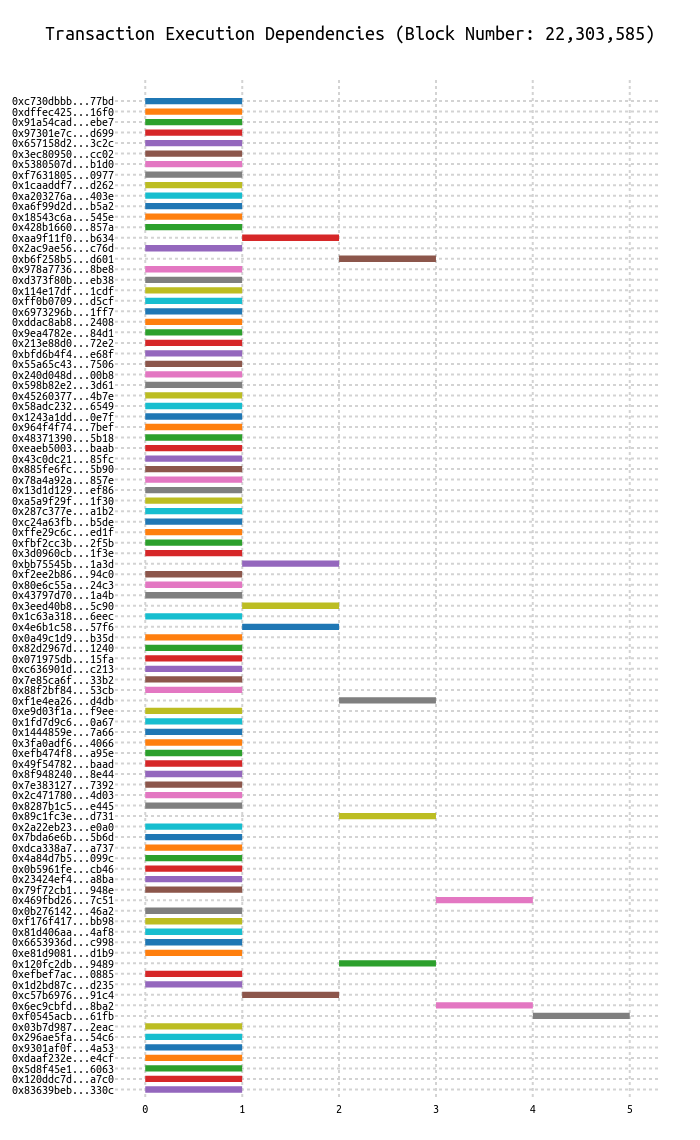 Transaction Execution Dependencies (Block Number: 22,303,585)
0xc730dbbb...77bd
0xdffec425...16f0
0x91a54cad...ebe7
0x97301e7c...d699
0x657158d2...3c2c
0x3ec80950...cc02
0x5380507d...b1d0
0xf7631805...0977
0x1caaddf7...d262
0xa203276a...403e
0xa6f99d2d...b5a2
0x18543c6a...545e
0x428b1660...857a
0xaa9f11f0...b634
0x2ac9ae56...c76d
0xb6f258b5...d601
0x978a7736...8be8
0xd373f80b...eb38
0x114e17df...1cdf
0xff0b0709...d5cf
0x6973296b...1ff7
0xddac8ab8...2408
0x9ea4782e...84d1
0x213e88d0...72e2
0xbfd6b4f4...e68f
0x55a65c43...7506
0x240d048d...00b8
0x598b82e2...3d61
0x45260377...4b7e
0x58adc232...6549
0x1243a1dd...0e7f
0x964f4f74...7bef
0x48371390...5b18
0xeaeb5003...baab
0x43c0dc21...85fc
0x885fe6fc...5b90
0x78a4a92a...857e
0x13d1d129...ef86
0xa5a9f29f...1f30
0x287c377e...a1b2
0xc24a63fb...b5de
0xffe29c6c...ed1f
0xfbf2cc3b...2f5b
0x3d0960cb...1f3e
0xbb75545b...1a3d
0xf2ee2b86...94c0
0x80e6c55a...24c3
0x43797d70...1a4b
0x3eed40b8...5c90
0x1c63a318...6eec
0x4e6b1c58...57f6
0x0a49c1d9...b35d
0x82d2967d...1240
0x071975db...15fa
0xc636901d...c213
0x7e85ca6f...33b2
0x88f2bf84...53cb
0xf1e4ea26...d4db
0xe9d03f1a...f9ee
0x1fd7d9c6...0a67
0x1444859e...7a66
0x3fa0adf6...4066
0xefb474f8...a95e
0x49f54782...baad
0x8f948240...8e44
0x7e383127...7392
0x2c471780...4d03
0x8287b1c5...e445
0x89c1fc3e...d731
0x2a22eb23...e0a0
0x7bda6e6b...5b6d
0xdca338a7...a737
0x4a84d7b5...099c
0x0b5961fe...cb46
0x23424ef4...a8ba
0x79f72cb1...948e
0x469fbd26...7c51
0x0b276142...46a2
0xf176f417...bb98
0x81d406aa...4af8
0x6653936d...c998
0xe81d9081...d1b9
0x120fc2db...9489
0xefbef7ac...0885
0x1d2bd87c...d235
0xc57b6976...91c4
0x6ec9cbfd...8ba2
0xf0545acb...61fb
0x03b7d987...2eac
0x296ae5fa...54c6
0x9301af0f...4a53
0xdaaf232e...e4cf
0x5d8f45e1...6063
0x120ddc7d...a7c0
0x83639beb...330c
0 1 2 3 4 5